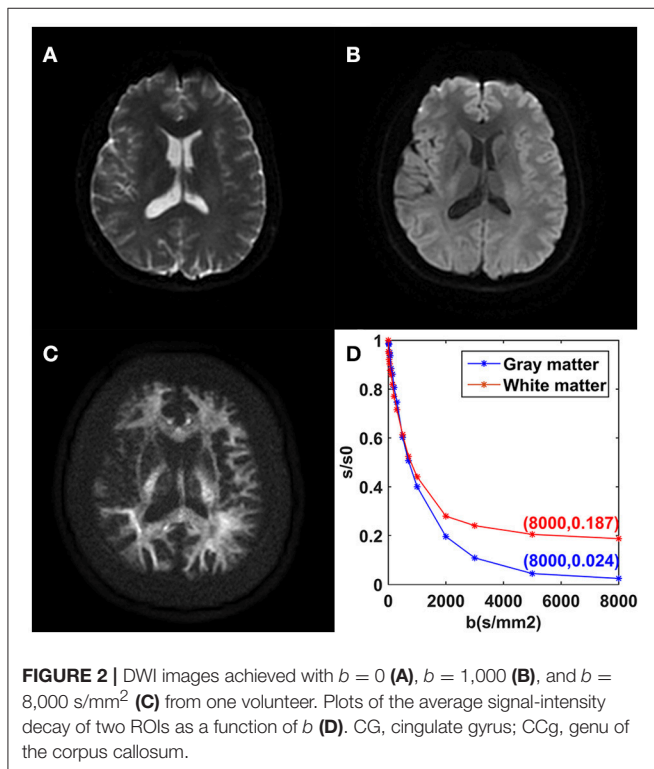 A
B
C
D
1
0.8
0.6
0.4
0.2
0
s/s0
Gray matter
White matter
(8000,0.187)
(8000,0.024)
0 2000 4000 6000 8000
b(s/mm2)
FIGURE 2 | DWI images achieved with b = 0 (A), b = 1,000 (B), and b =
8,000 s/mm² (C) from one volunteer. Plots of the average signal-intensity
decay of two ROIs as a function of b (D). CG, cingulate gyrus; CCg, genu of
the corpus callosum.